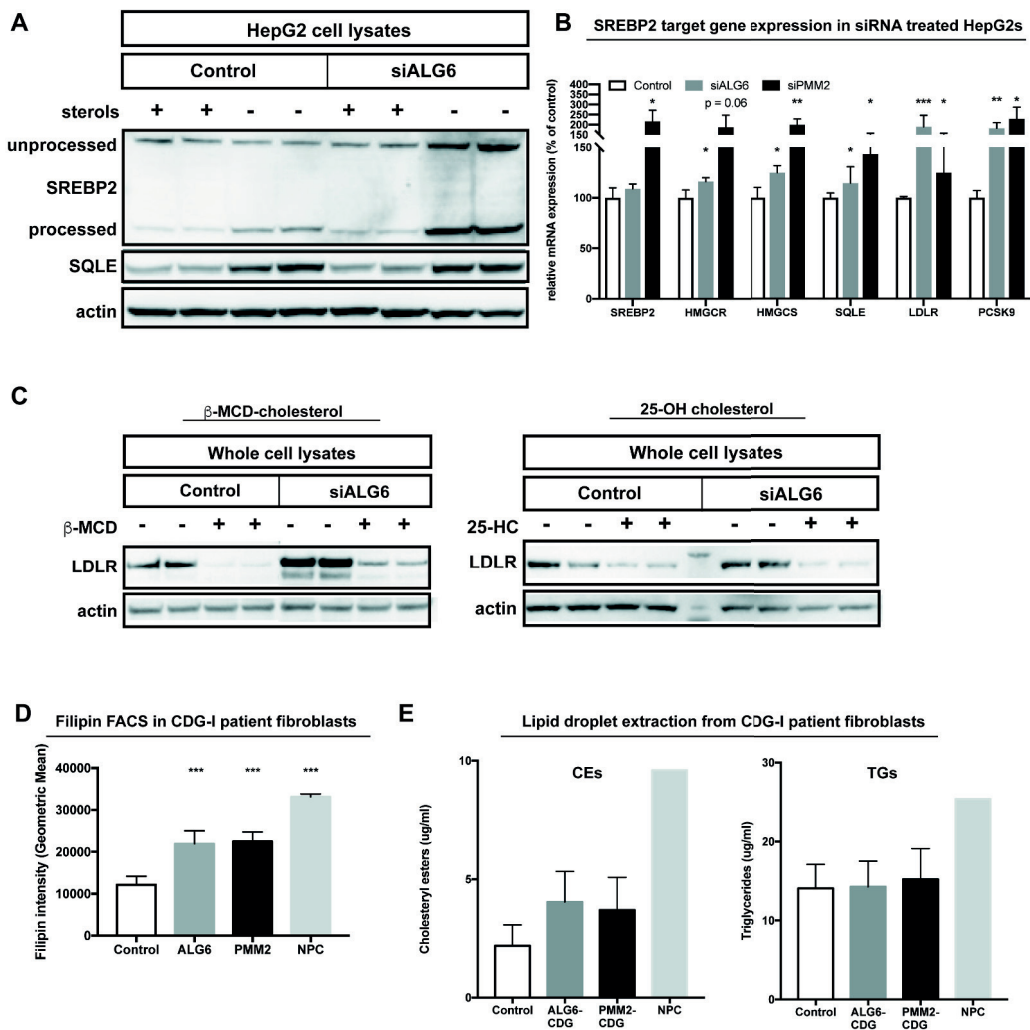 A
HepG2 cell lysates
Control siALG6
sterols + + - - + + - -
unprocessed
SREBP2
processed
SQLE
actin
B
SREBP2 target gene expression in siRNA treated HepG2s
Control siALG6 siPMM2
relative mRNA expression (% of control)
400
350
300
250
200
150
150
100
50
0
* * p = 0.06 * ** * * *** * ** *
SREBP2 HMGCR HMGCS SQLE LDLR PCSK9
C
β-MCD-cholesterol
Whole cell lysates
Control siALG6
β-MCD - - + + - - + +
LDLR
actin
25-OH cholesterol
Whole cell lysates
Control siALG6
25-HC - - + + - - + +
LDLR
actin
D
Filipin FACS in CDG-I patient fibroblasts
Filipin intensity (Geometric Mean)
40000
30000
20000
10000
0
*** *** ***
Control ALG6 PMM2 NPC
E
Lipid droplet extraction from CDG-I patient fibroblasts
CEs
Cholesteryl esters (ug/ml)
10
5
0
Control ALG6-CDG PMM2-CDG NPC
TGs
Triglycerides (ug/ml)
30
20
10
0
Control ALG6-CDG PMM2-CDG NPC